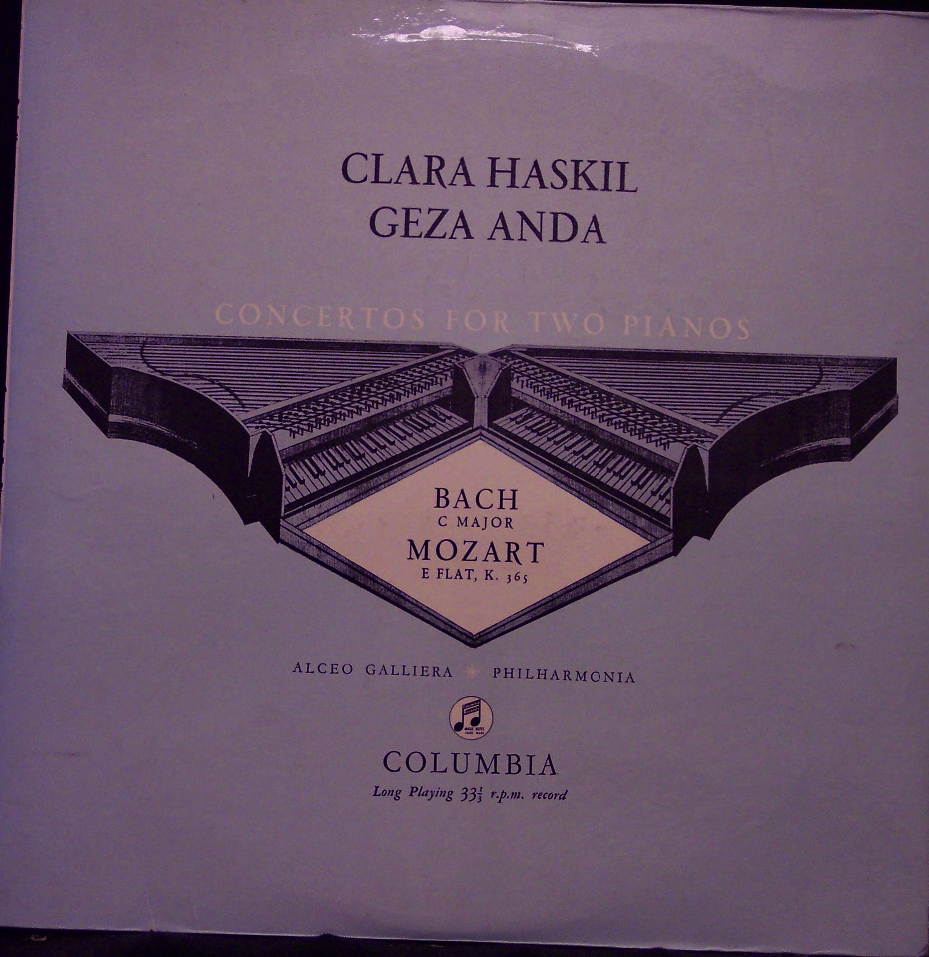 CLARA HASKIL
GEZA ANDA
CONCERTOS FOR TWO PIANOS
BACH
C MAJOR
MOZART
E FLAT, K. 365
ALCEO GALLIERA * PHILHARMONIA
COLUMBIA
Long Playing 33⅓ r.p.m. record